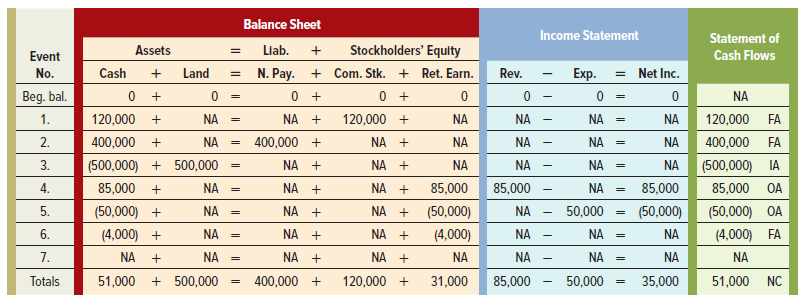 Balance Sheet
Income Statement
Statement of
Cash Flows
Event
No.
Assets = Liab. + Stockholders' Equity
Cash + Land = N. Pay. + Com. Stk. + Ret. Earn. Rev. − Exp. = Net Inc.
Beg. bal. 0 + 0 = 0 + 0 + 0 0 − 0 = 0 NA
1. 120,000 + NA = NA + 120,000 + NA NA − NA = NA 120,000 FA
2. 400,000 + NA = 400,000 + NA + NA NA − NA = NA 400,000 FA
3. (500,000) + 500,000 = NA + NA + NA NA − NA = NA (500,000) IA
4. 85,000 + NA = NA + NA + 85,000 85,000 − NA = 85,000 85,000 OA
5. (50,000) + NA = NA + NA + (50,000) NA − 50,000 = (50,000) (50,000) OA
6. (4,000) + NA = NA + NA + (4,000) NA − NA = NA (4,000) FA
7. NA + NA = NA + NA + NA NA − NA = NA NA
Totals 51,000 + 500,000 = 400,000 + 120,000 + 31,000 85,000 − 50,000 = 35,000 51,000 NC